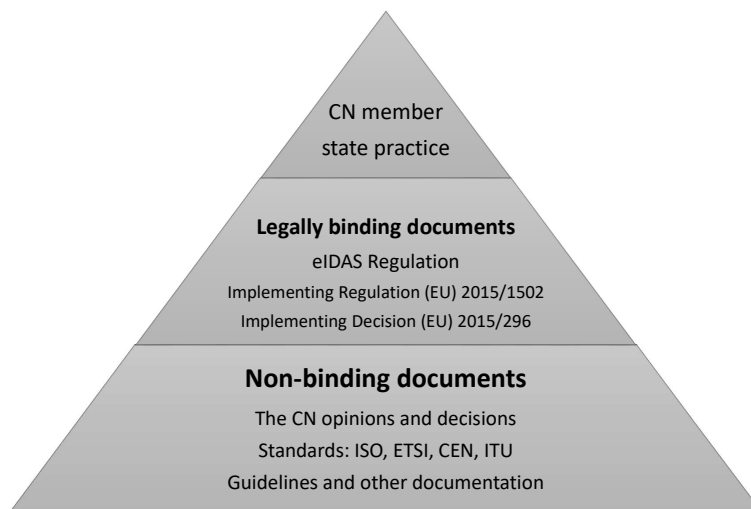 CN member
state practice
Legally binding documents
eIDAS Regulation
Implementing Regulation (EU) 2015/1502
Implementing Decision (EU) 2015/296
Non-binding documents
The CN opinions and decisions
Standards: ISO, ETSI, CEN, ITU
Guidelines and other documentation